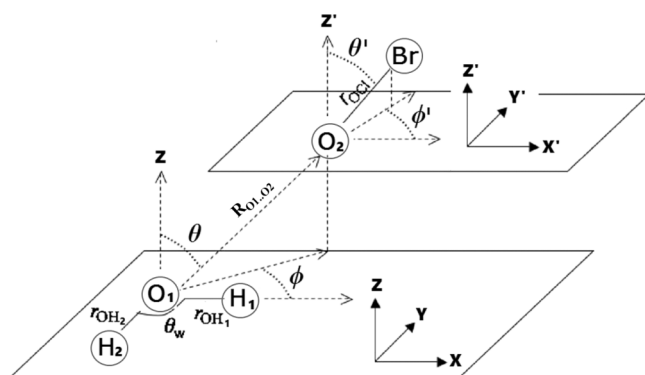 Z'
θ'
Br
r_OCl
Z'
Y'
X'
O₂
ϕ'
Z
R_O1..O2
θ
ϕ
O₁
H₁
r_OH₂
θ_w
r_OH₁
H₂
Z
Y
X